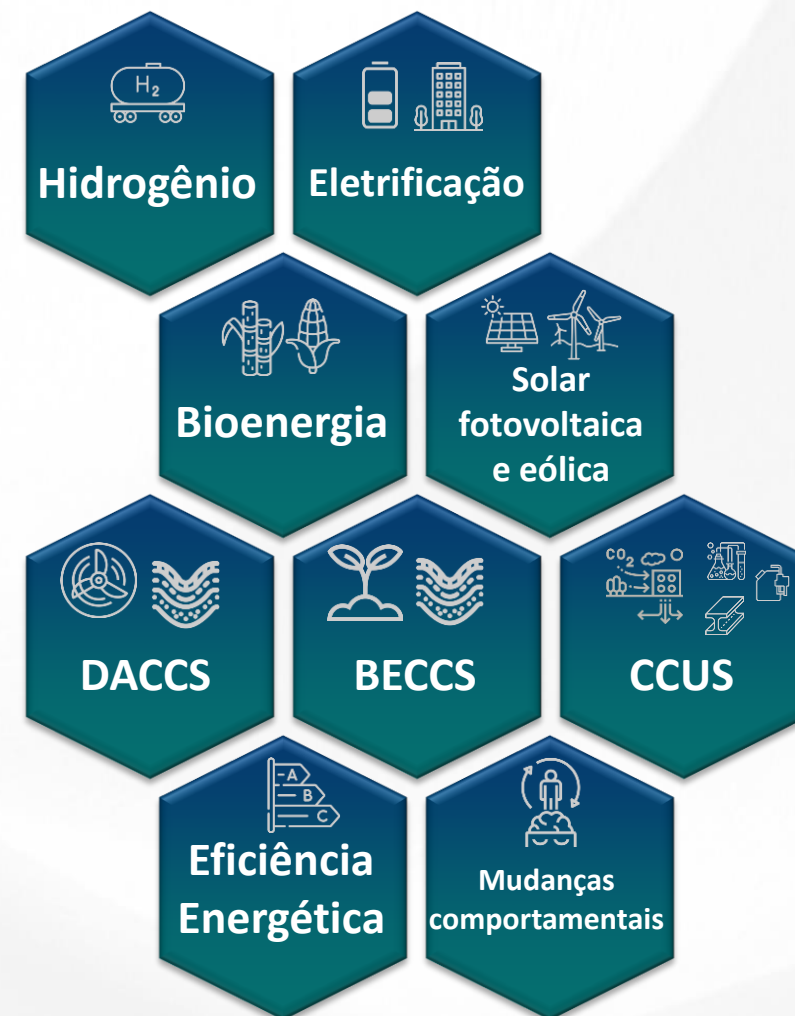 H2
Hidrogênio
Eletrificação
Bioenergia
Solar
fotovoltaica
e eólica
DACCS
BECCS
CO2
CCUS
A
B
C
Eficiência
Energética
Mudanças
comportamentais